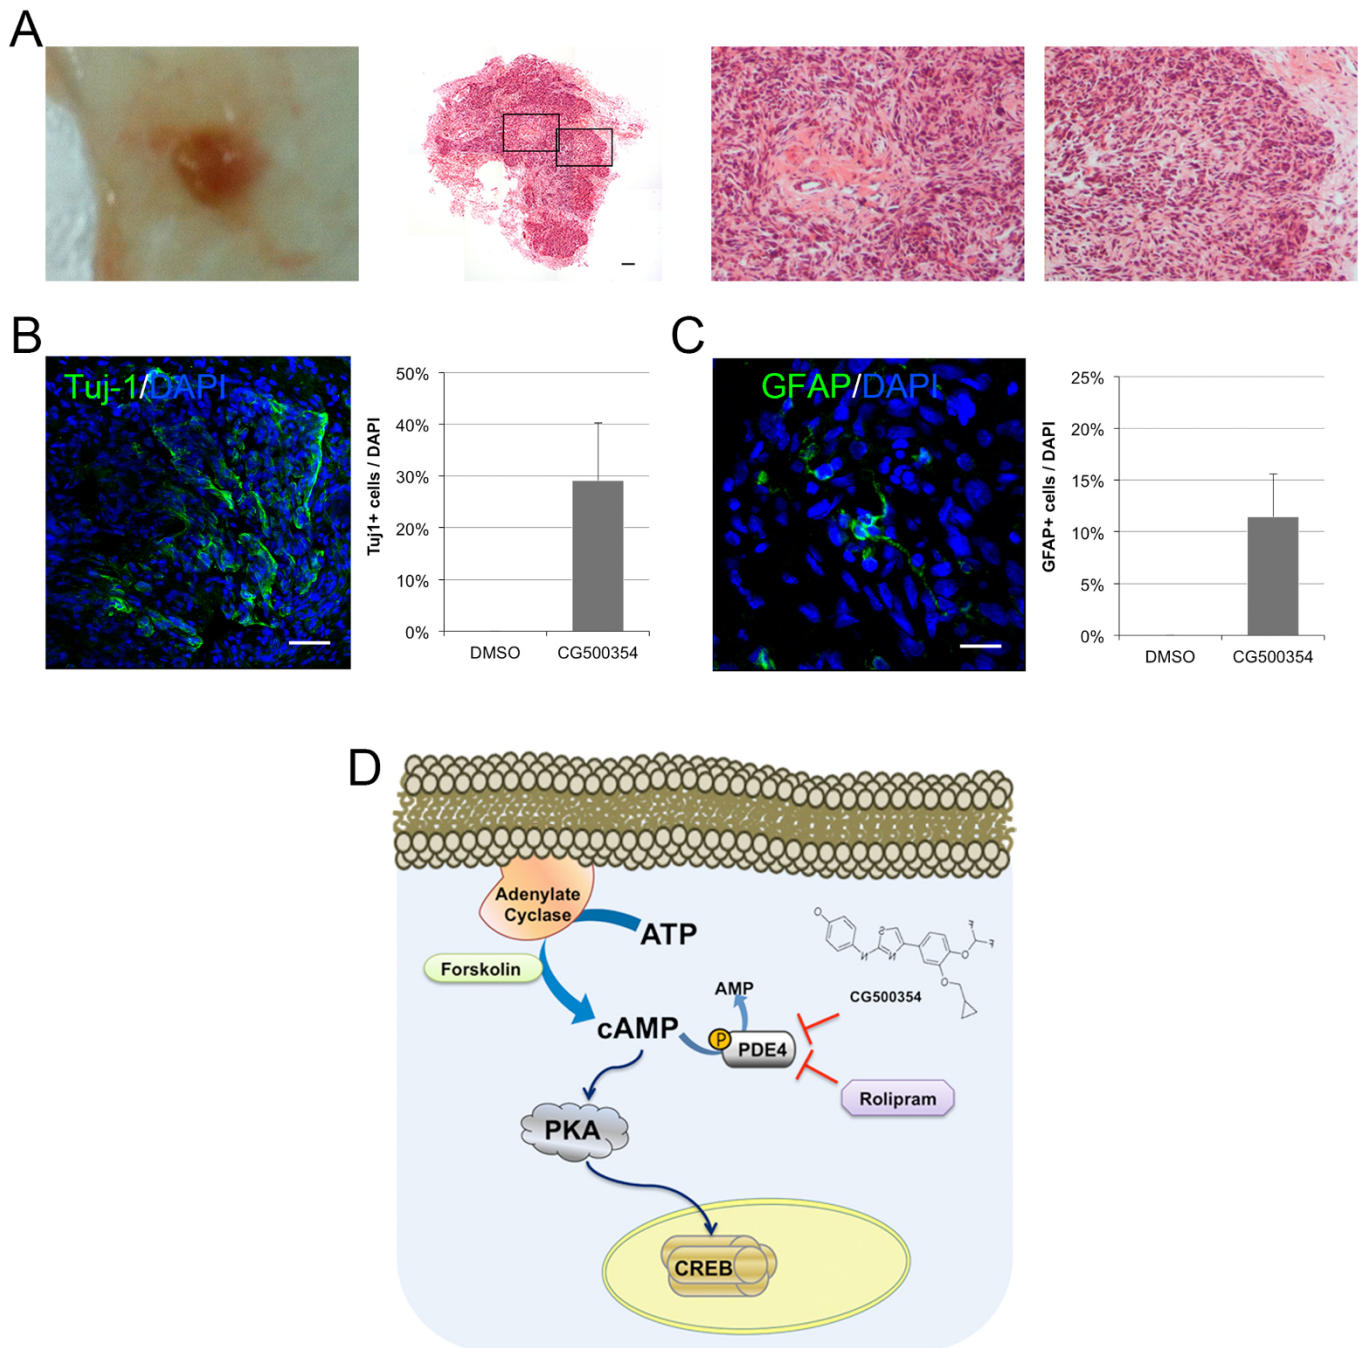 A
B
Tuj-1/DAPI
Tuj1+ cells / DAPI
50%
40%
30%
20%
10%
0%
DMSO
CG500354
C
GFAP/DAPI
GFAP+ cells / DAPI
25%
20%
15%
10%
5%
0%
DMSO
CG500354
D
Adenylate
Cyclase
ATP
Forskolin
cAMP
AMP
P
PDE4
O
S
N
N
O
O
F
F
CG500354
Rolipram
PKA
CREB